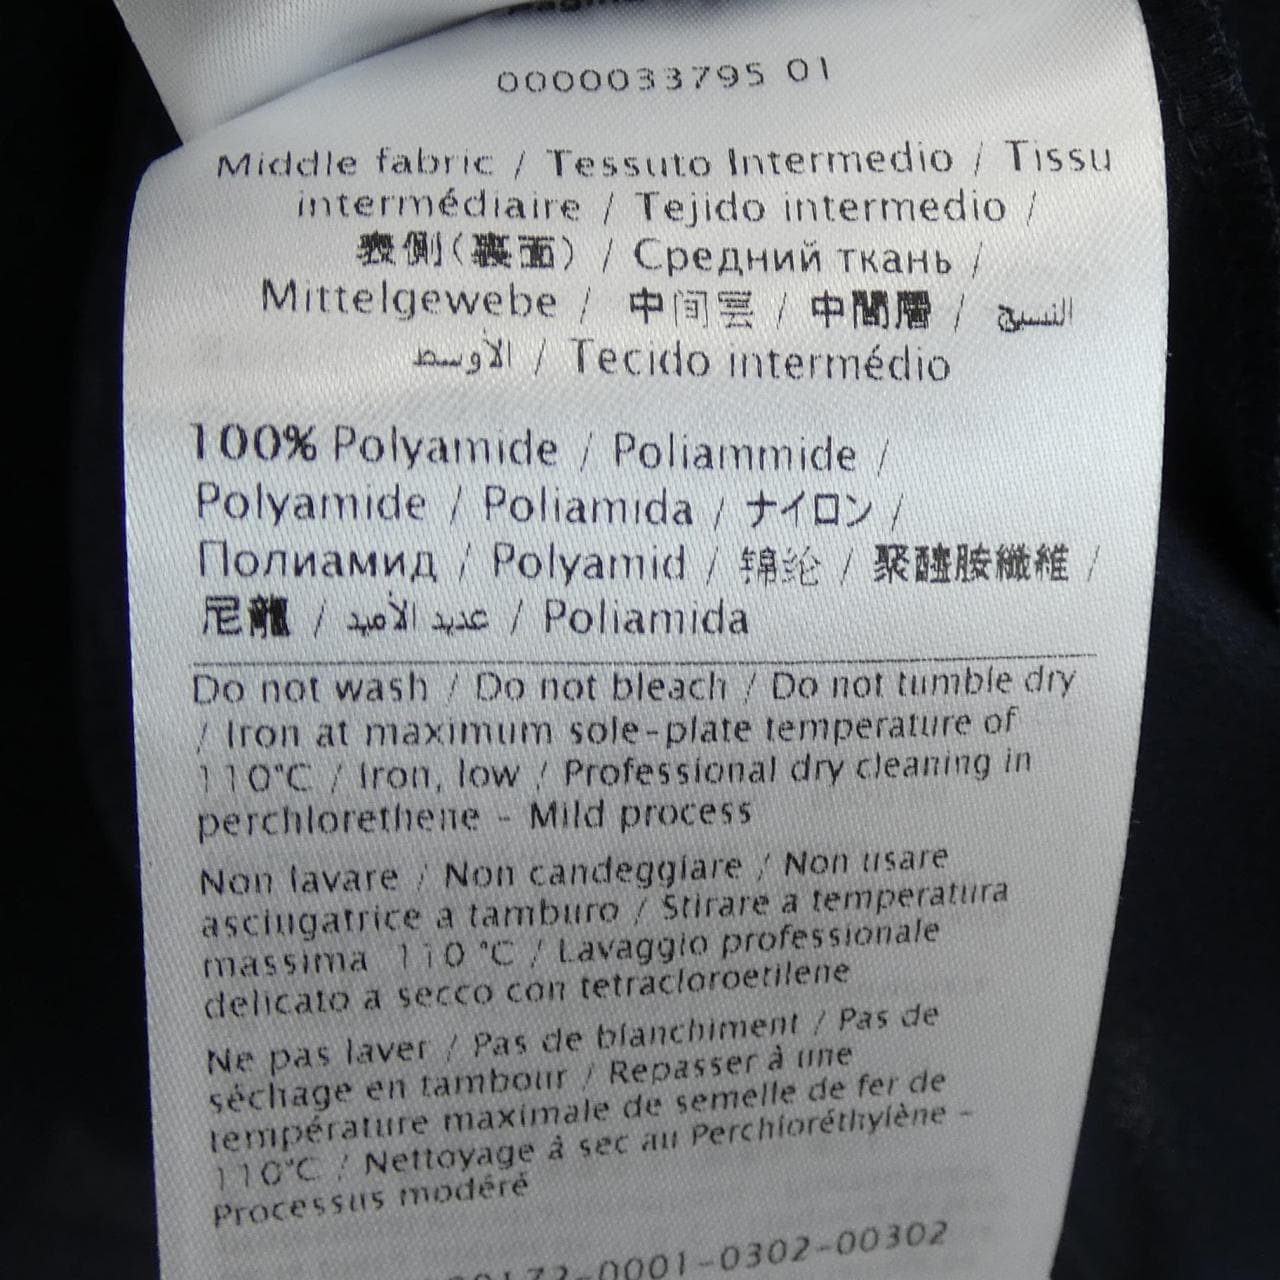 0000033795 01
Middle fabric / Tessuto Intermedio / Tissu
intermédiaire / Tejido intermedio /
表側(裏面) / Средний ткань /
Mittelgewebe / 中间层 / 中間層 / النسيج
الأوسط / Tecido intermédio
100% Polyamide / Poliammide /
Polyamide / Poliamida / ナイロン /
Полиамид / Polyamid / 锦纶 / 聚醯胺纖維 /
尼龍 / عديد الأميد / Poliamida
Do not wash / Do not bleach / Do not tumble dry
/ Iron at maximum sole-plate temperature of
110°C / Iron, low / Professional dry cleaning in
perchlorethene - Mild process
Non lavare / Non candeggiare / Non usare
asciugatrice a tamburo / Stirare a temperatura
massima 110 °C / Lavaggio professionale
delicato a secco con tetracloroetilene
Ne pas laver / Pas de blanchiment / Pas de
séchage en tambour / Repasser à une
température maximale de semelle de fer de
110°C / Nettoyage à sec au Perchloréthylène -
Processus modéré
-0001-0302-00302